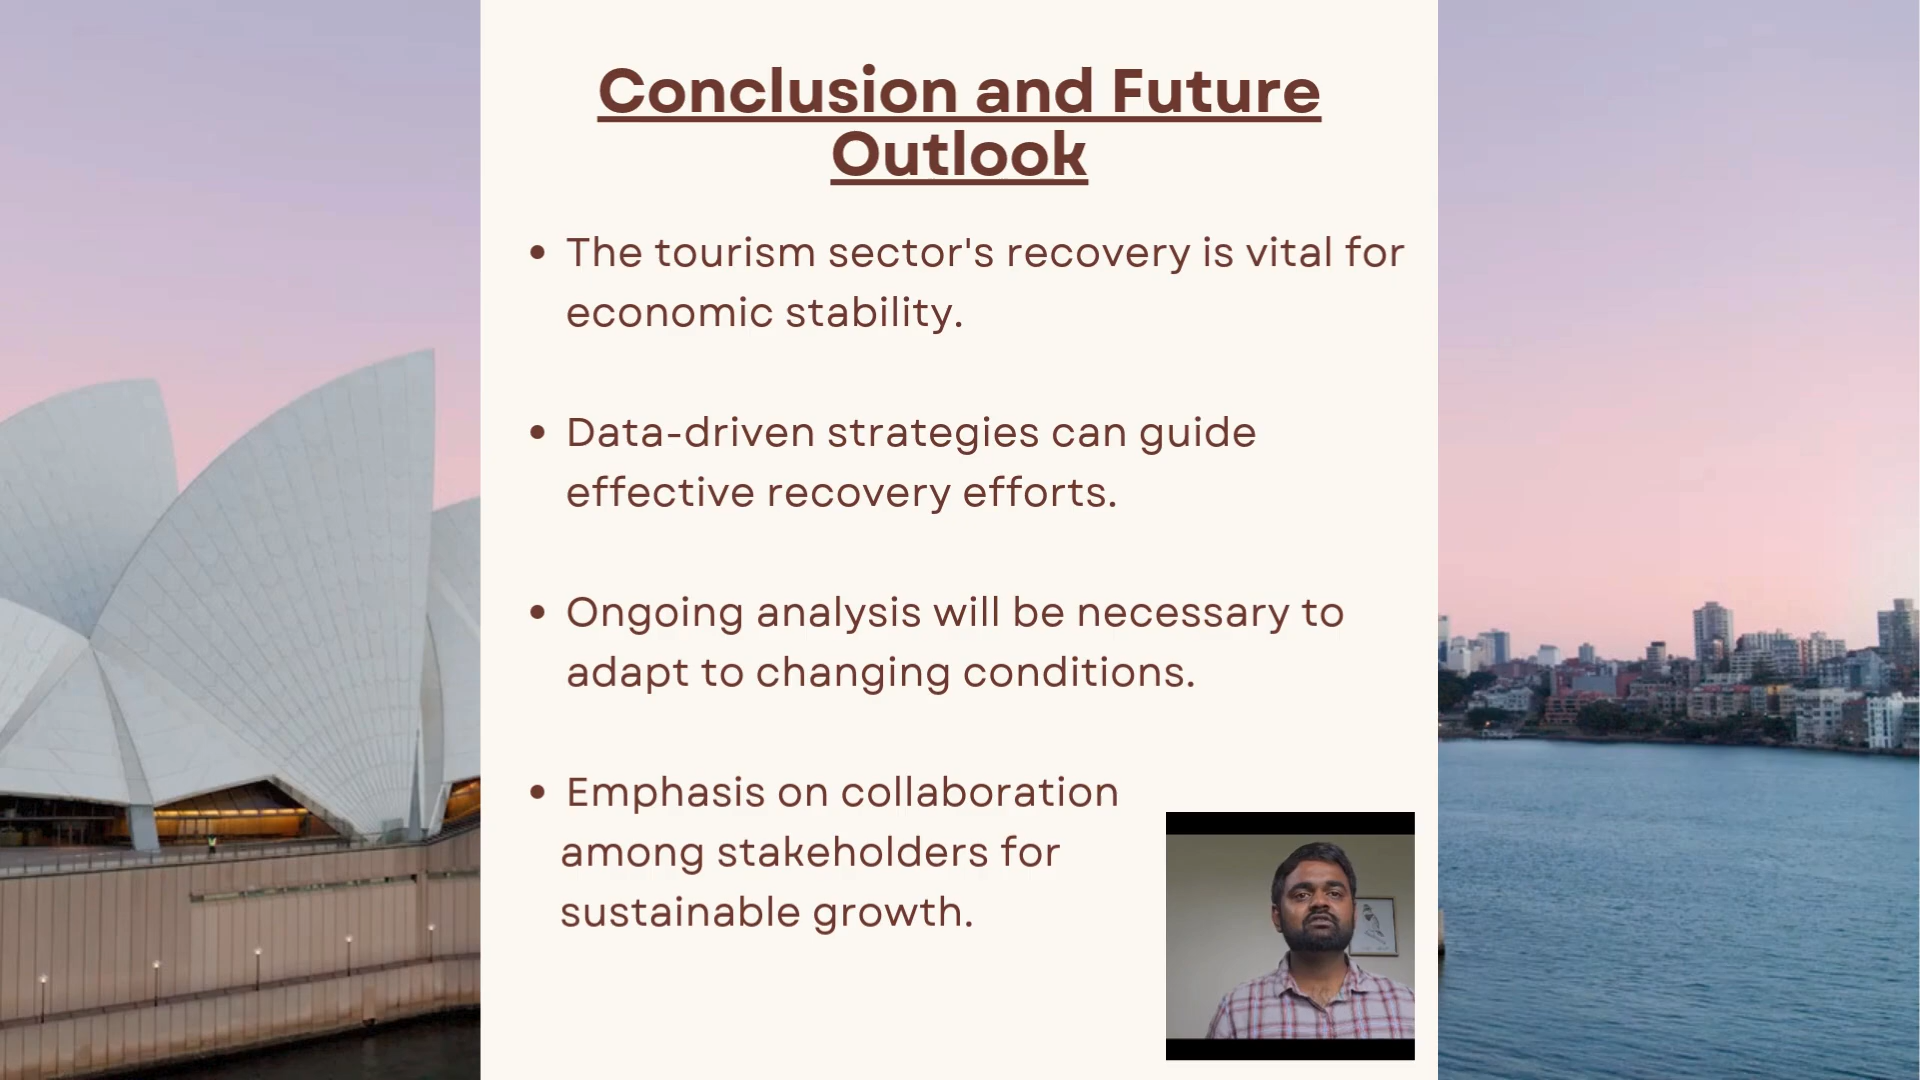 Conclusion and Future
Outlook
• The tourism sector's recovery is vital for
economic stability.
• Data-driven strategies can guide
effective recovery efforts.
• Ongoing analysis will be necessary to
adapt to changing conditions.
• Emphasis on collaboration
among stakeholders for
sustainable growth.